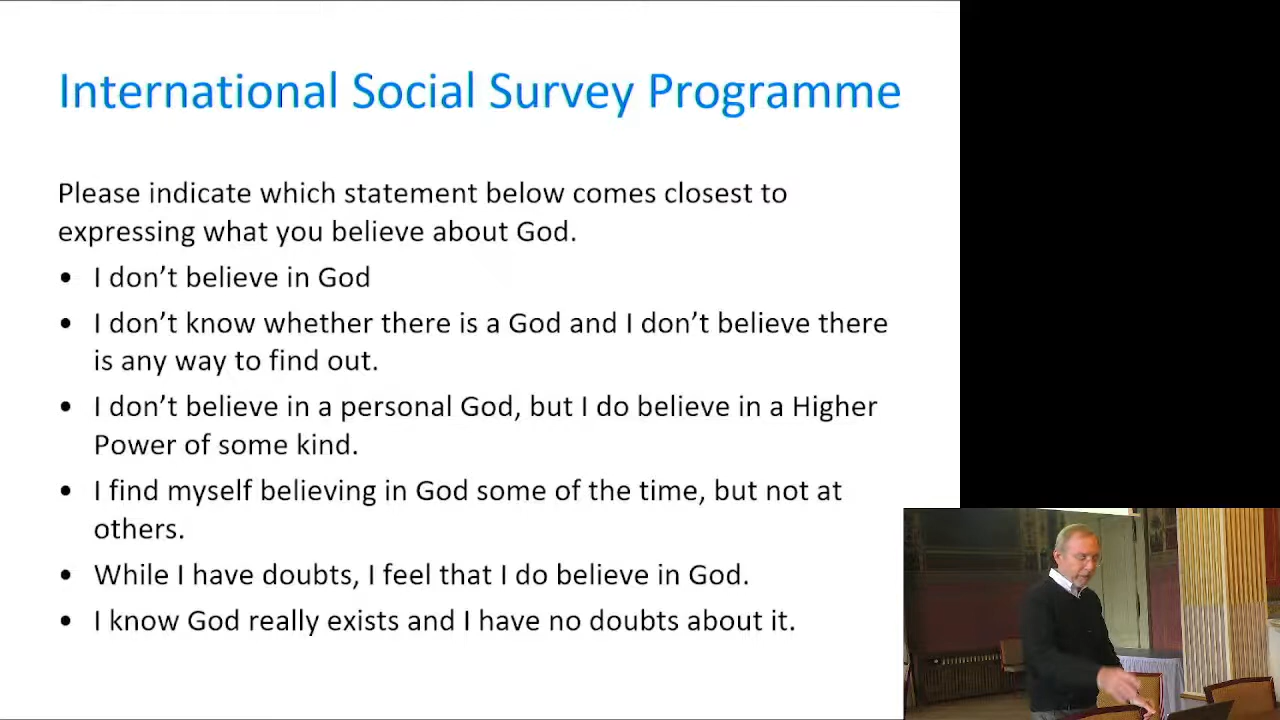 International Social Survey Programme
Please indicate which statement below comes closest to
expressing what you believe about God.
• I don’t believe in God
• I don’t know whether there is a God and I don’t believe there
is any way to find out.
• I don’t believe in a personal God, but I do believe in a Higher
Power of some kind.
• I find myself believing in God some of the time, but not at
others.
• While I have doubts, I feel that I do believe in God.
• I know God really exists and I have no doubts about it.